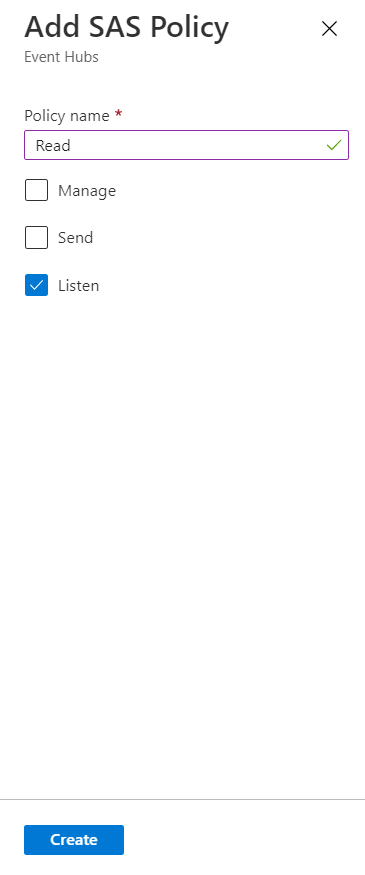 Add SAS Policy
Event Hubs
Policy name *
Read
Manage
Send
Listen
Create